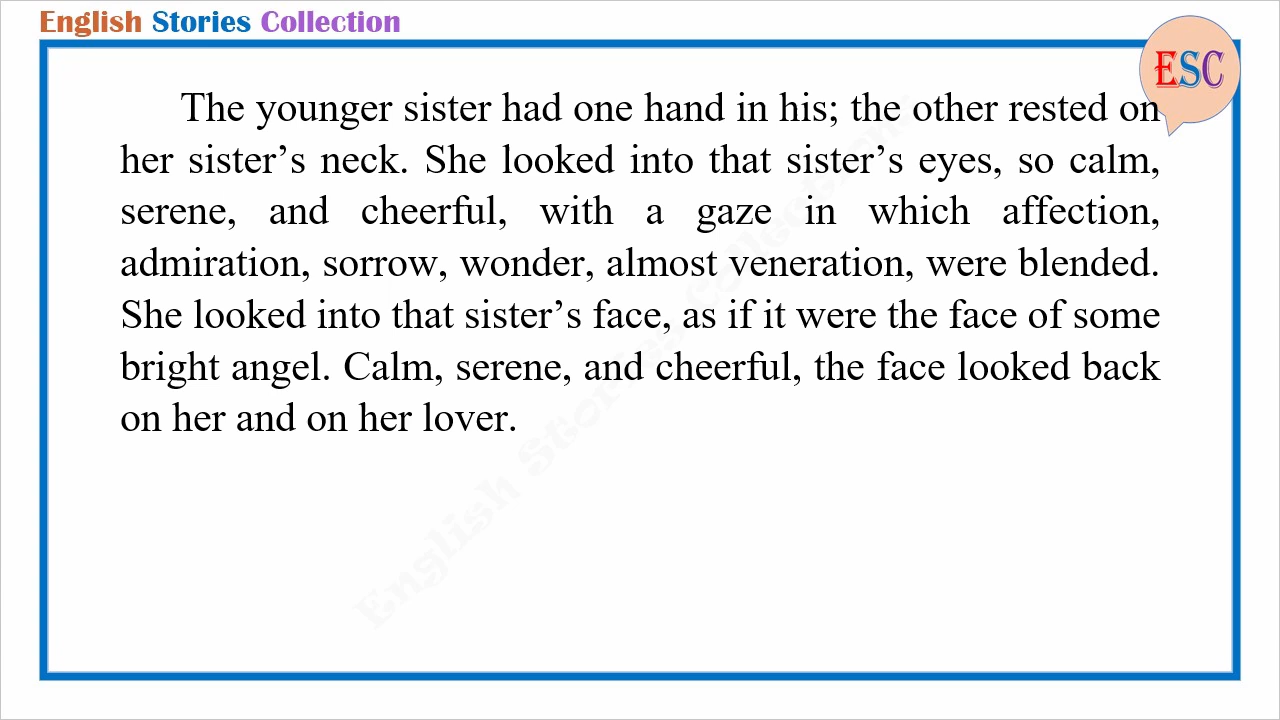 English Stories Collection
ESC
The younger sister had one hand in his; the other rested on
her sister’s neck. She looked into that sister’s eyes, so calm,
serene, and cheerful, with a gaze in which affection,
admiration, sorrow, wonder, almost veneration, were blended.
She looked into that sister’s face, as if it were the face of some
bright angel. Calm, serene, and cheerful, the face looked back
on her and on her lover.
English Stories Collections